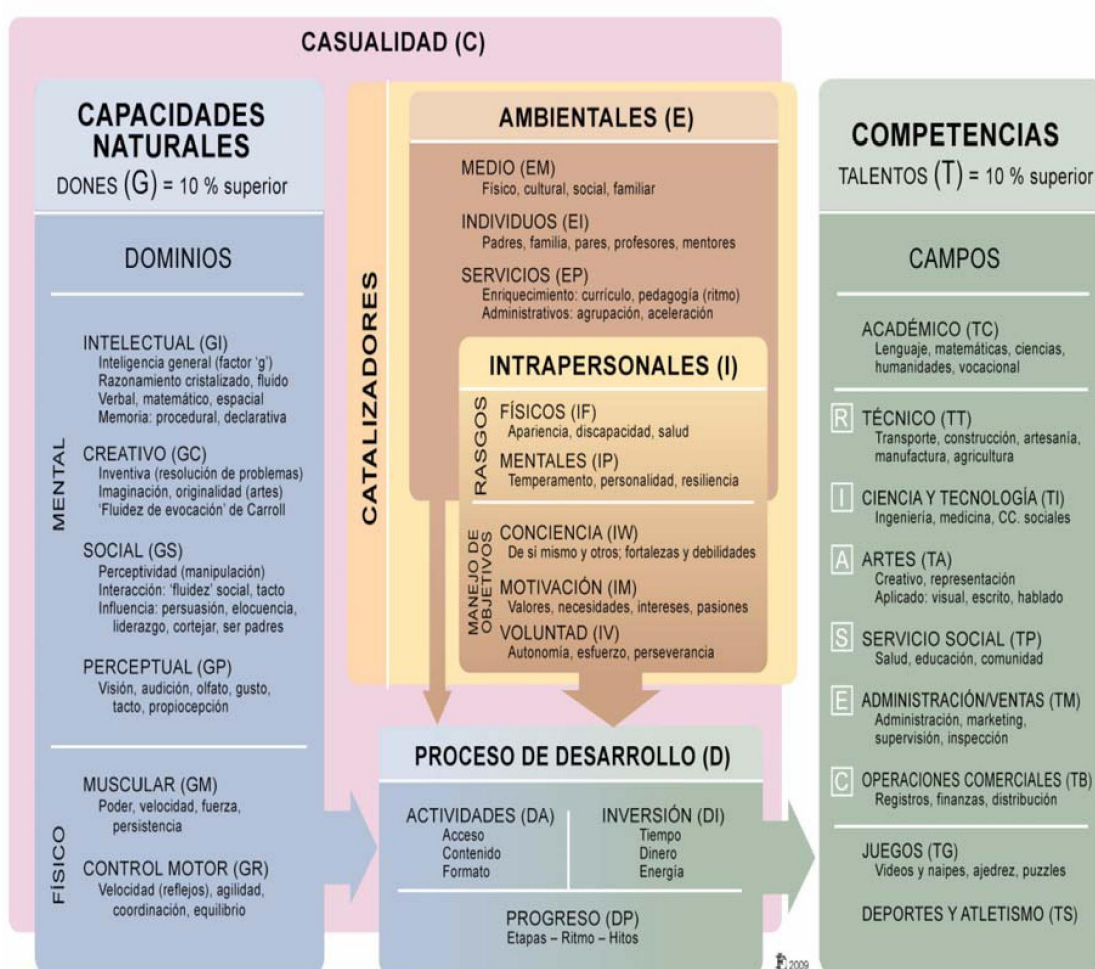 CASUALIDAD (C)
CAPACIDADES
NATURALES
DONES (G) = 10 % superior
DOMINIOS
MENTAL
INTELECTUAL (GI)
Inteligencia general (factor ‘g’)
Razonamiento cristalizado, fluido
Verbal, matemático, espacial
Memoria: procedural, declarativa
CREATIVO (GC)
Inventiva (resolución de problemas)
Imaginación, originalidad (artes)
‘Fluidez de evocación’ de Carroll
SOCIAL (GS)
Perceptividad (manipulación)
Interacción: ‘fluidez’ social, tacto
Influencia: persuasión, elocuencia,
liderazgo, cortejar, ser padres
PERCEPTUAL (GP)
Visión, audición, olfato, gusto,
tacto, propiocepción
FÍSICO
MUSCULAR (GM)
Poder, velocidad, fuerza,
persistencia
CONTROL MOTOR (GR)
Velocidad (reflejos), agilidad,
coordinación, equilibrio
CATALIZADORES
AMBIENTALES (E)
MEDIO (EM)
Físico, cultural, social, familiar
INDIVIDUOS (EI)
Padres, familia, pares, profesores, mentores
SERVICIOS (EP)
Enriquecimiento: currículo, pedagogía (ritmo)
Administrativos: agrupación, aceleración
INTRAPERSONALES (I)
RASGOS
FÍSICOS (IF)
Apariencia, discapacidad, salud
MENTALES (IP)
Temperamento, personalidad, resiliencia
MANEJO DE
OBJETIVOS
CONCIENCIA (IW)
De sí mismo y otros; fortalezas y debilidades
MOTIVACIÓN (IM)
Valores, necesidades, intereses, pasiones
VOLUNTAD (IV)
Autonomía, esfuerzo, perseverancia
PROCESO DE DESARROLLO (D)
ACTIVIDADES (DA)
Acceso
Contenido
Formato
INVERSIÓN (DI)
Tiempo
Dinero
Energía
PROGRESO (DP)
Etapas – Ritmo – Hitos
2009
COMPETENCIAS
TALENTOS (T) = 10 % superior
CAMPOS
ACADÉMICO (TC)
Lenguaje, matemáticas, ciencias,
humanidades, vocacional
R TÉCNICO (TT)
Transporte, construcción, artesanía,
manufactura, agricultura
I CIENCIA Y TECNOLOGÍA (TI)
Ingeniería, medicina, CC. sociales
A ARTES (TA)
Creativo, representación
Aplicado: visual, escrito, hablado
S SERVICIO SOCIAL (TP)
Salud, educación, comunidad
E ADMINISTRACIÓN/VENTAS (TM)
Administración, marketing,
supervisión, inspección
C OPERACIONES COMERCIALES (TB)
Registros, finanzas, distribución
JUEGOS (TG)
Videos y naipes, ajedrez, puzzles
DEPORTES Y ATLETISMO (TS)